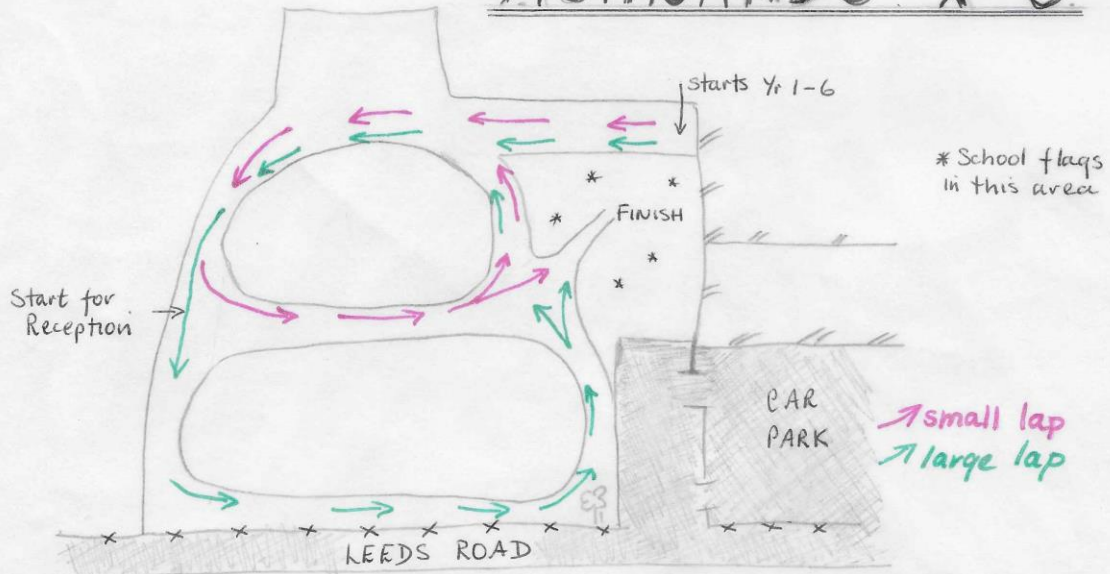 starts Yr 1-6
* School flags
in this area
FINISH
Start for
Reception
CAR
PARK
small lap
large lap
LEEDS ROAD